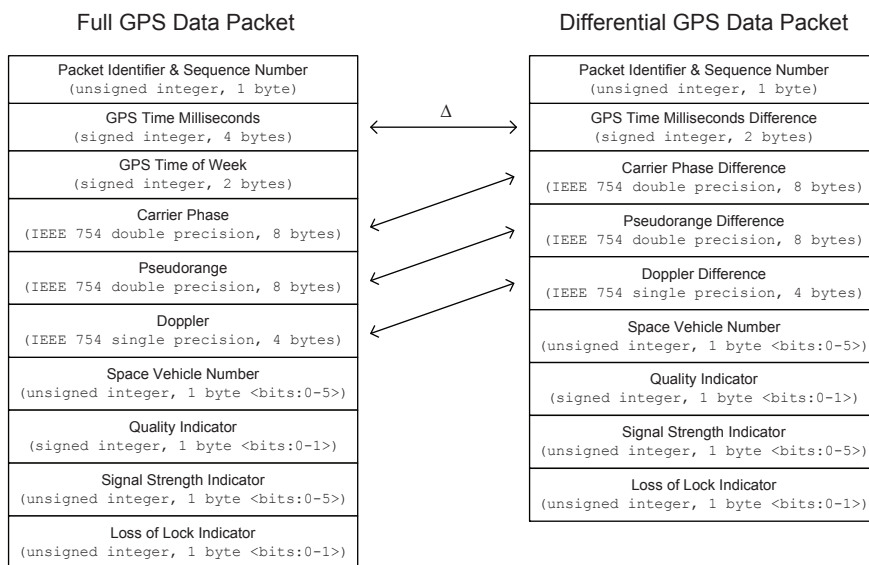 Full GPS Data Packet
Packet Identifier & Sequence Number
(unsigned integer, 1 byte)
GPS Time Milliseconds
(signed integer, 4 bytes)
GPS Time of Week
(signed integer, 2 bytes)
Carrier Phase
(IEEE 754 double precision, 8 bytes)
Pseudorange
(IEEE 754 double precision, 8 bytes)
Doppler
(IEEE 754 single precision, 4 bytes)
Space Vehicle Number
(unsigned integer, 1 byte <bits:0-5>)
Quality Indicator
(signed integer, 1 byte <bits:0-1>)
Signal Strength Indicator
(unsigned integer, 1 byte <bits:0-5>)
Loss of Lock Indicator
(unsigned integer, 1 byte <bits:0-1>)
Δ
Differential GPS Data Packet
Packet Identifier & Sequence Number
(unsigned integer, 1 byte)
GPS Time Milliseconds Difference
(signed integer, 2 bytes)
Carrier Phase Difference
(IEEE 754 double precision, 8 bytes)
Pseudorange Difference
(IEEE 754 double precision, 8 bytes)
Doppler Difference
(IEEE 754 single precision, 4 bytes)
Space Vehicle Number
(unsigned integer, 1 byte <bits:0-5>)
Quality Indicator
(signed integer, 1 byte <bits:0-1>)
Signal Strength Indicator
(unsigned integer, 1 byte <bits:0-5>)
Loss of Lock Indicator
(unsigned integer, 1 byte <bits:0-1>)